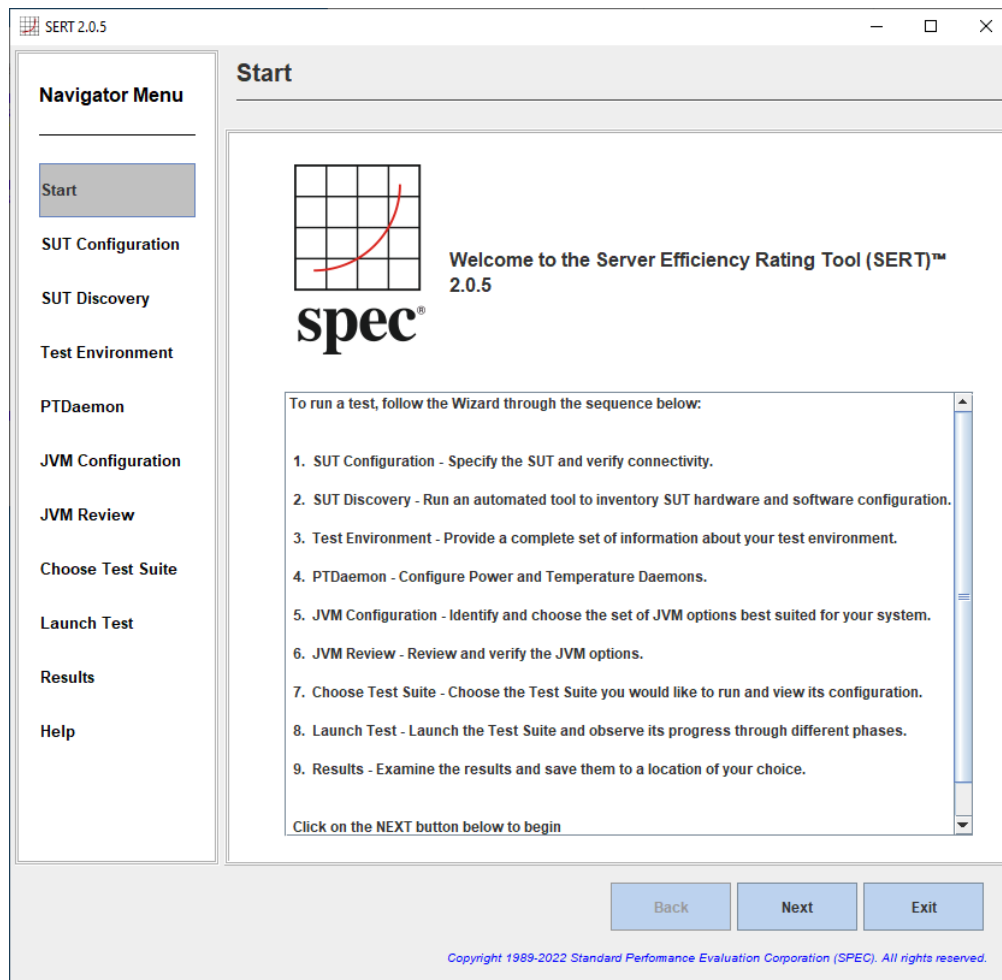 SERT 2.0.5
Navigator Menu
Start
SUT Configuration
SUT Discovery
Test Environment
PTDaemon
JVM Configuration
JVM Review
Choose Test Suite
Launch Test
Results
Help
Start
spec®
Welcome to the Server Efficiency Rating Tool (SERT)™
2.0.5
To run a test, follow the Wizard through the sequence below:
1. SUT Configuration - Specify the SUT and verify connectivity.
2. SUT Discovery - Run an automated tool to inventory SUT hardware and software configuration.
3. Test Environment - Provide a complete set of information about your test environment.
4. PTDaemon - Configure Power and Temperature Daemons.
5. JVM Configuration - Identify and choose the set of JVM options best suited for your system.
6. JVM Review - Review and verify the JVM options.
7. Choose Test Suite - Choose the Test Suite you would like to run and view its configuration.
8. Launch Test - Launch the Test Suite and observe its progress through different phases.
9. Results - Examine the results and save them to a location of your choice.
Click on the NEXT button below to begin
Back
Next
Exit
Copyright 1989-2022 Standard Performance Evaluation Corporation (SPEC). All rights reserved.